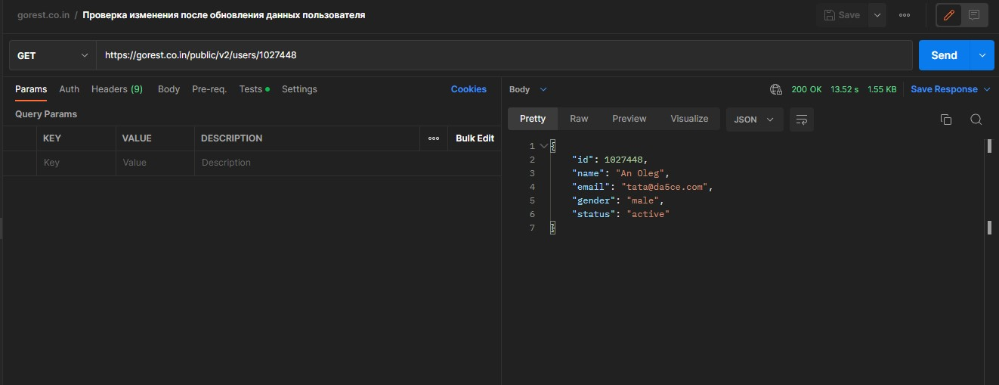 gorest.co.in / Проверка изменения после обновления данных пользователя
Save
GET
https://gorest.co.in/public/v2/users/1027448
Send
Params Auth Headers (9) Body Pre-req. Tests Settings Cookies
Query Params
KEY VALUE DESCRIPTION Bulk Edit
Key Value Description
Body 200 OK 13.52 s 1.55 KB Save Response
Pretty Raw Preview Visualize JSON
1 {
2 "id": 1027448,
3 "name": "An Oleg",
4 "email": "tata@da5ce.com",
5 "gender": "male",
6 "status": "active"
7 }